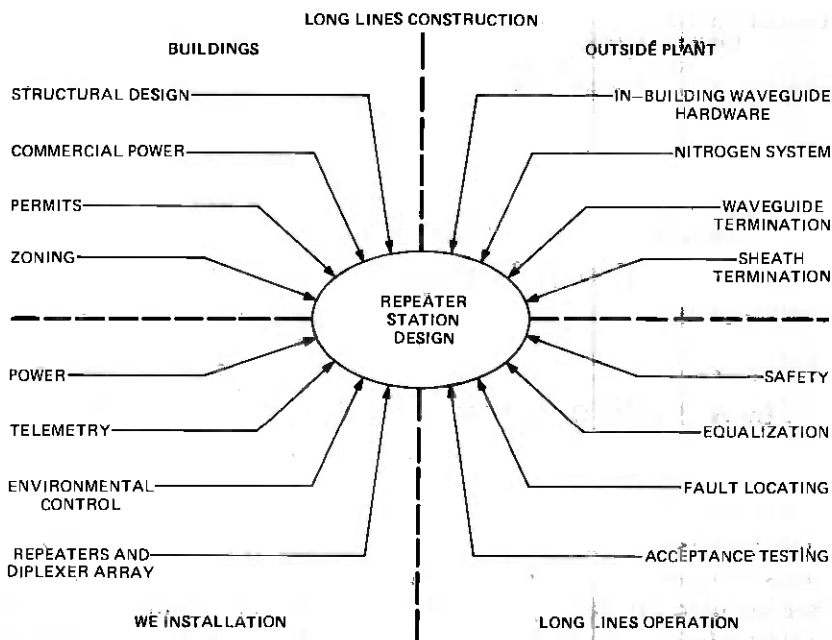 LONG LINES CONSTRUCTION
BUILDINGS
OUTSIDE PLANT
STRUCTURAL DESIGN
COMMERCIAL POWER
PERMITS
ZONING
IN-BUILDING WAVEGUIDE
HARDWARE
NITROGEN SYSTEM
WAVEGUIDE
TERMINATION
SHEATH
TERMINATION
REPEATER
STATION
DESIGN
POWER
TELEMETRY
ENVIRONMENTAL
CONTROL
REPEATERS AND
DIPLEXER ARRAY
SAFETY
EQUALIZATION
FAULT LOCATING
ACCEPTANCE TESTING
WE INSTALLATION
LONG LINES OPERATION